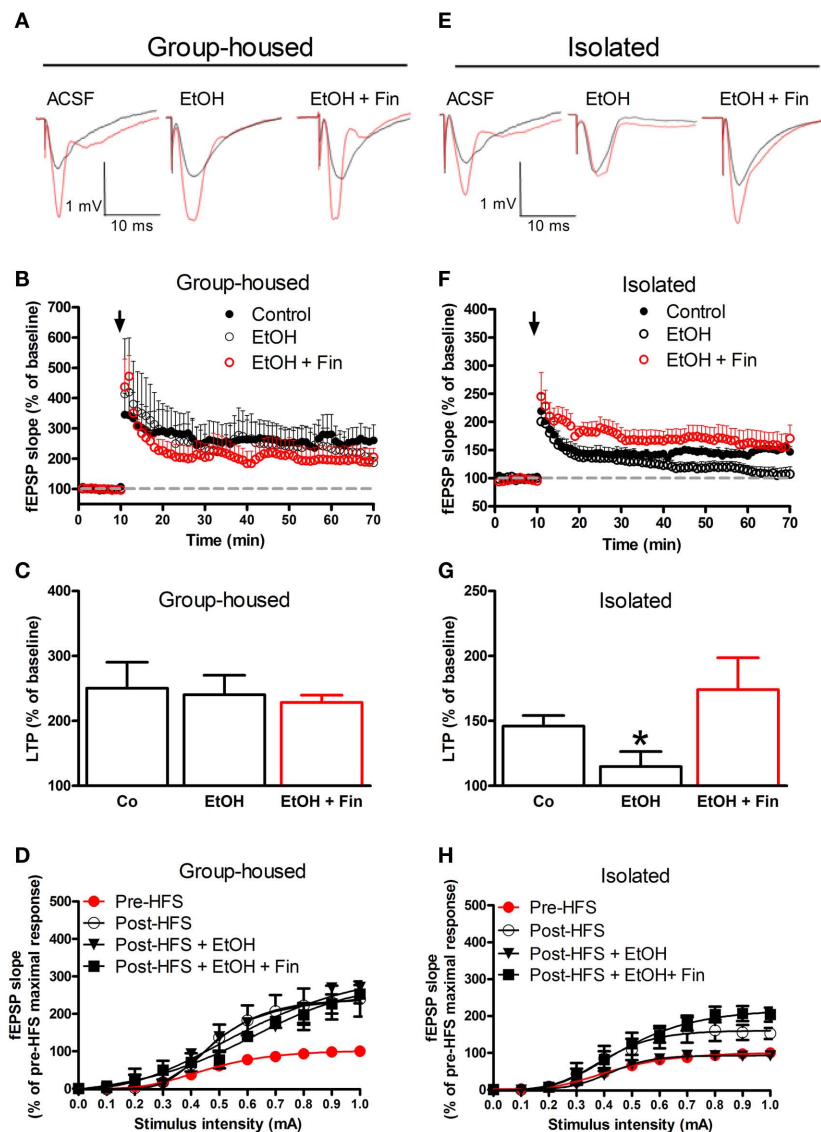 A
Group-housed
ACSF
EtOH
EtOH + Fin
1 mV
10 ms
E
Isolated
ACSF
EtOH
EtOH + Fin
1 mV
10 ms
B
Group-housed
Control
EtOH
EtOH + Fin
fEPSP slope (% of baseline)
700
600
500
400
300
200
100
0 10 20 30 40 50 60 70
Time (min)
F
Isolated
Control
EtOH
EtOH + Fin
fEPSP slope (% of baseline)
400
350
300
250
200
150
100
50
0 10 20 30 40 50 60 70
Time (min)
C
Group-housed
LTP (% of baseline)
400
300
200
100
Co EtOH EtOH + Fin
G
Isolated
LTP (% of baseline)
250
200
150
100
*
Co EtOH EtOH + Fin
D
Group-housed
Pre-HFS
Post-HFS
Post-HFS + EtOH
Post-HFS + EtOH + Fin
fEPSP slope
(% of pre-HFS maximal response)
500
400
300
200
100
0
0.0 0.1 0.2 0.3 0.4 0.5 0.6 0.7 0.8 0.9 1.0
Stimulus intensity (mA)
H
Isolated
Pre-HFS
Post-HFS
Post-HFS + EtOH
Post-HFS + EtOH+ Fin
fEPSP slope
(% of pre-HFS maximal response)
500
400
300
200
100
0
0.0 0.1 0.2 0.3 0.4 0.5 0.6 0.7 0.8 0.9 1.0
Stimulus intensity (mA)